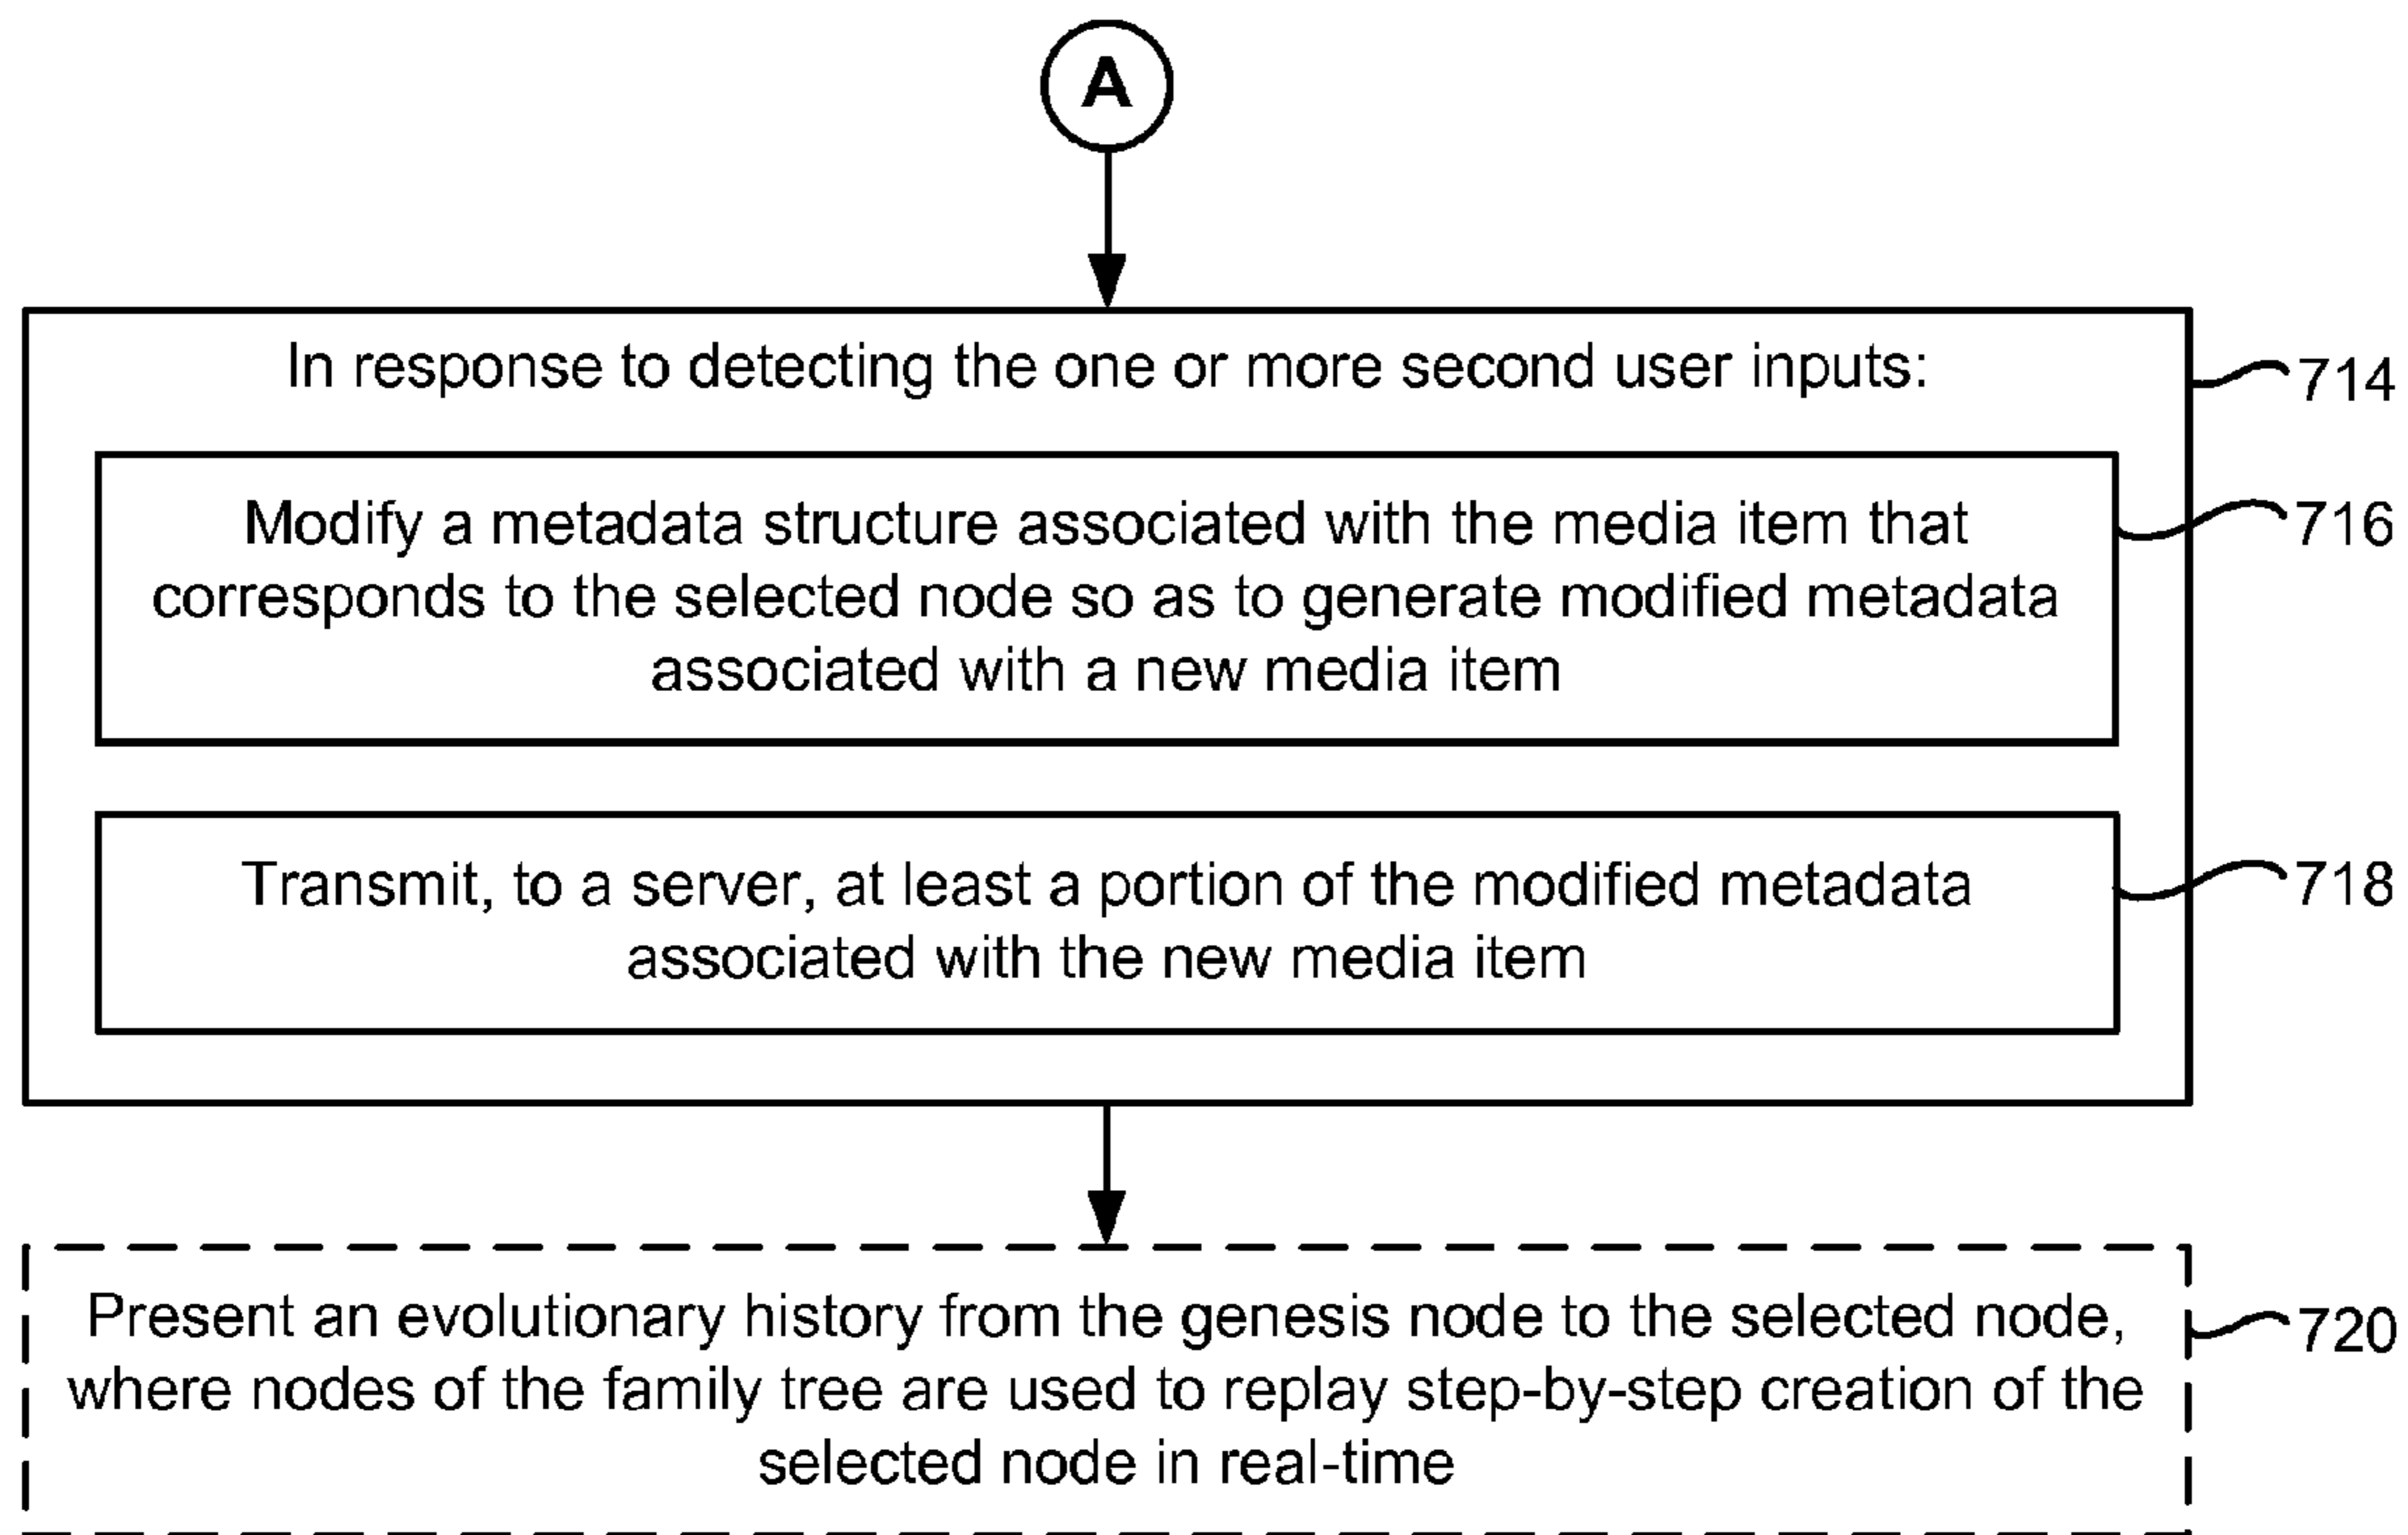 A
In response to detecting the one or more second user inputs:
714
Modify a metadata structure associated with the media item that
corresponds to the selected node so as to generate modified metadata
associated with a new media item
716
Transmit, to a server, at least a portion of the modified metadata
associated with the new media item
718
Present an evolutionary history from the genesis node to the selected node,
where nodes of the family tree are used to replay step-by-step creation of the
selected node in real-time
720